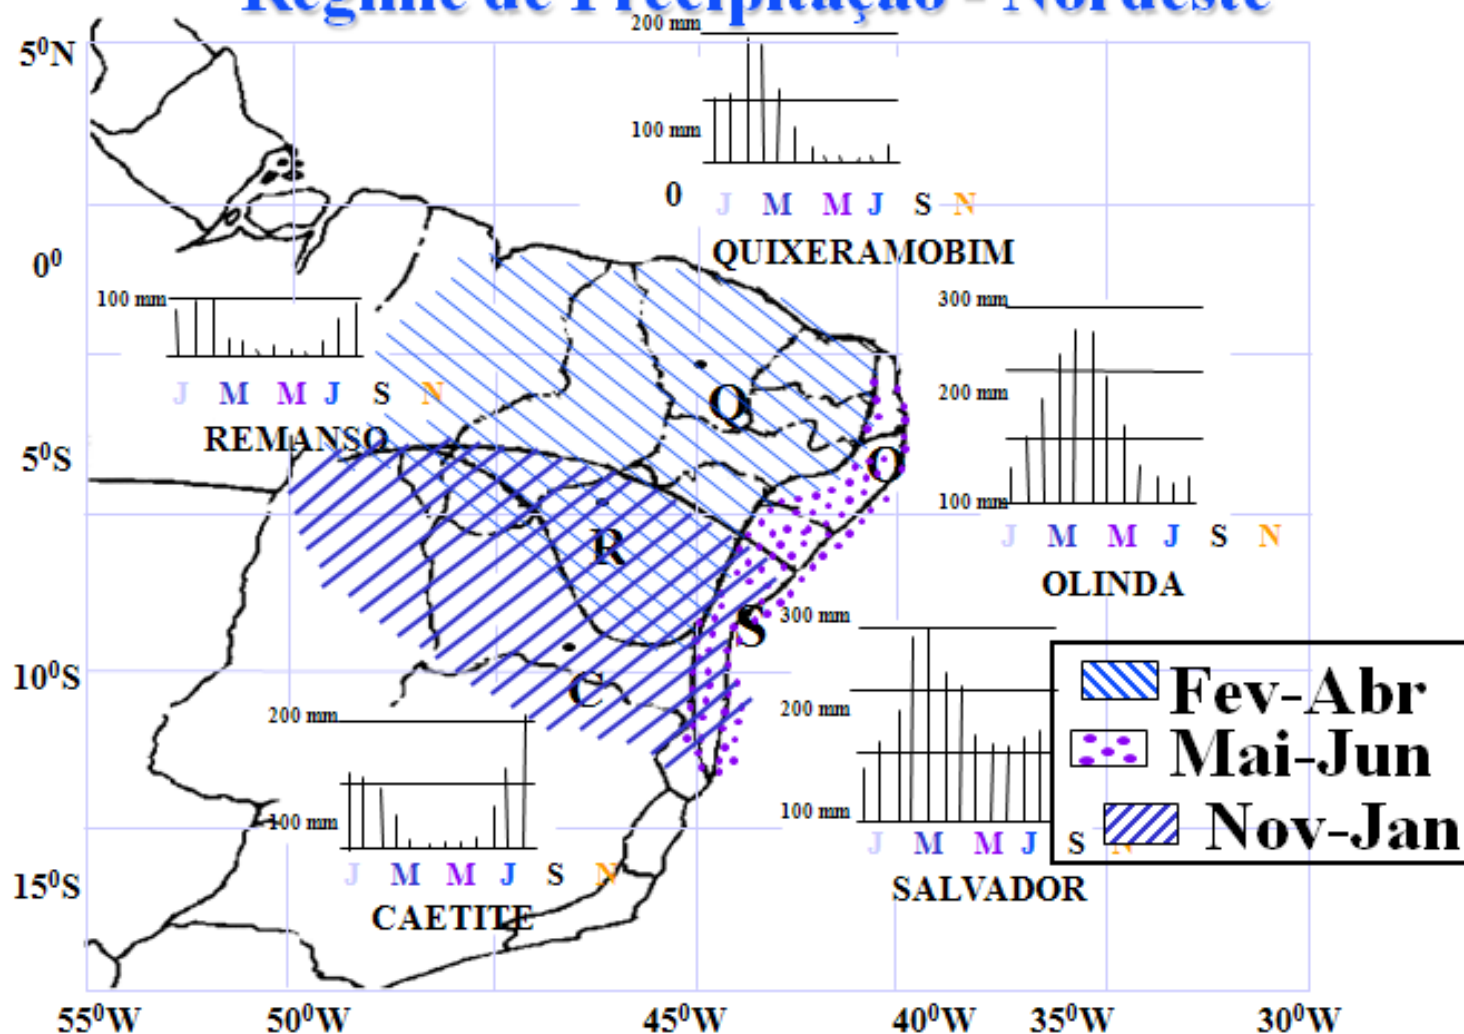 Regime de Precipitação - Nordeste
200 mm
5⁰N
100 mm
0
J M M J S N
QUIXERAMOBIM
0⁰
100 mm
J M M J S N
REMANSO
300 mm
200 mm
100 mm
J M M J S N
OLINDA
Q
O
5⁰S
R
S
C
10⁰S
300 mm
200 mm
100 mm
J M M J S N
SALVADOR
Fev-Abr
Mai-Jun
Nov-Jan
200 mm
100 mm
J M M J S N
CAETITE
15⁰S
55⁰W 50⁰W 45⁰W 40⁰W 35⁰W 30⁰W